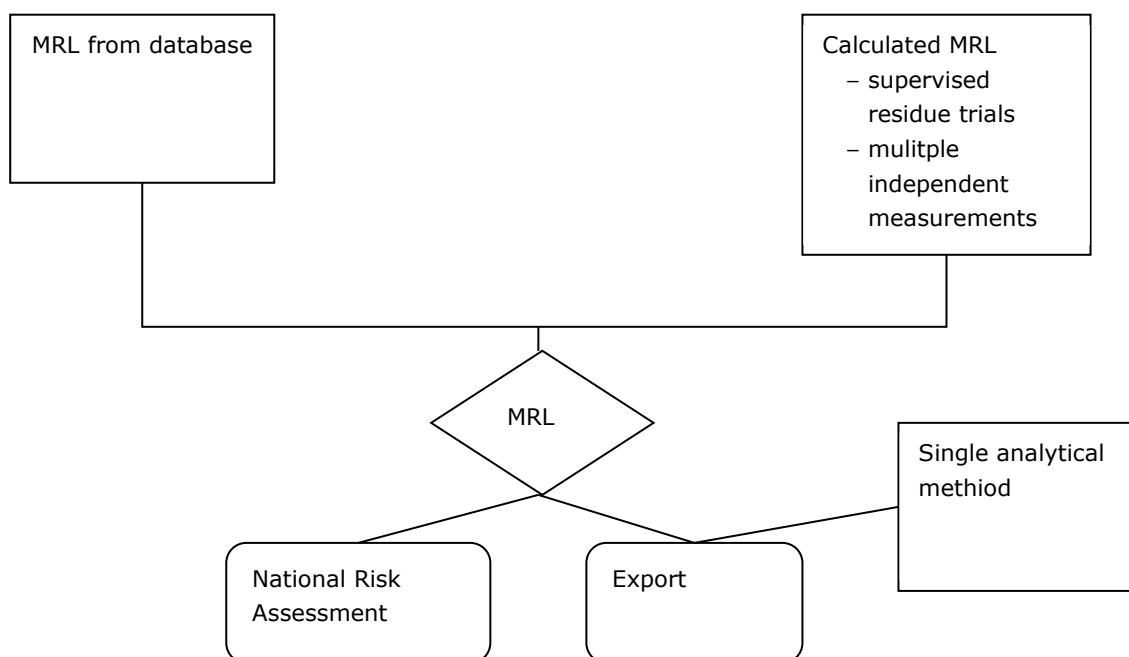 MRL from database
Calculated MRL
– supervised
residue trials
– mulitple
independent
measurements
MRL
Single analytical
methiod
National Risk
Assessment
Export